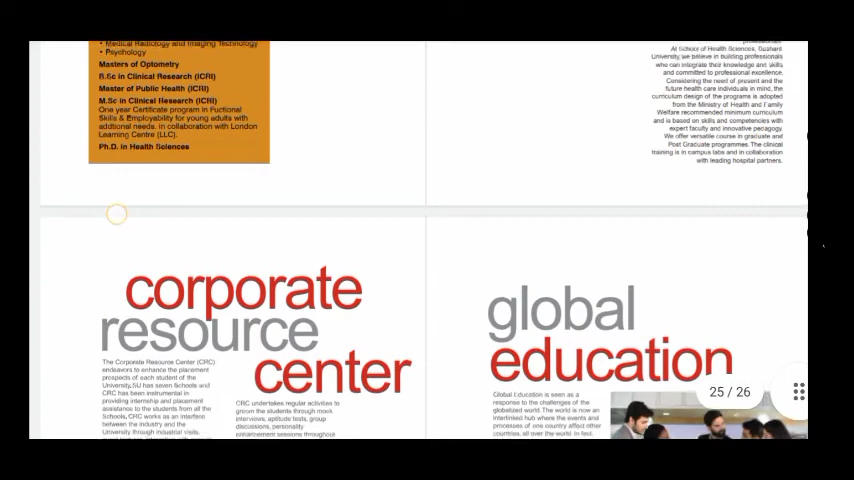 • Medical Radiology and Imaging Technology
• Psychology
Masters of Optometry
B.Sc in Clinical Research (ICRI)
Master of Public Health (ICRI)
M.Sc in Clinical Research (ICRI)
One year Certificate program in Fuctional
Skills & Employability for young adults with
addtional needs. in collaboration with London
Learning Centre (LLC).
Ph.D. in Health Sciences
At School of Health Sciences, Sushant
University, we believe in building professionals
who can integrate their knowledge and skills
and committed to professional excellence.
Considering the need of present and the
future health care individuals in mind, the
curriculum design of the programs is adopted
from the Ministry of Health and Family
Welfare recommended minimum curriculum
and is based on skills and competencies with
expert faculty and innovative pedagogy.
We offer versatile course in graduate and
Post Graduate programmes. The clinical
training is in campus labs and in collaboration
with leading hospital partners.
corporate
resource
center
The Corporate Resource Center (CRC)
endeavors to enhance the placement
prospects of each student of the
University. SU has seven Schools and
CRC has been instrumental in
providing internship and placement
assistance to the students from all the
Schools. CRC works as an interface
between the industry and the
University through industrial visits,
CRC undertakes regular activities to
groom the students through mock
interviews, aptitude tests, group
discussions, personality
enhancement sessions throughout
global
education
Global Education is seen as a
response to the challenges of the
globalized world. The world is now an
interlinked hub where the events and
processes of one country affect other
countries, all over the world. In fact,
25 / 26